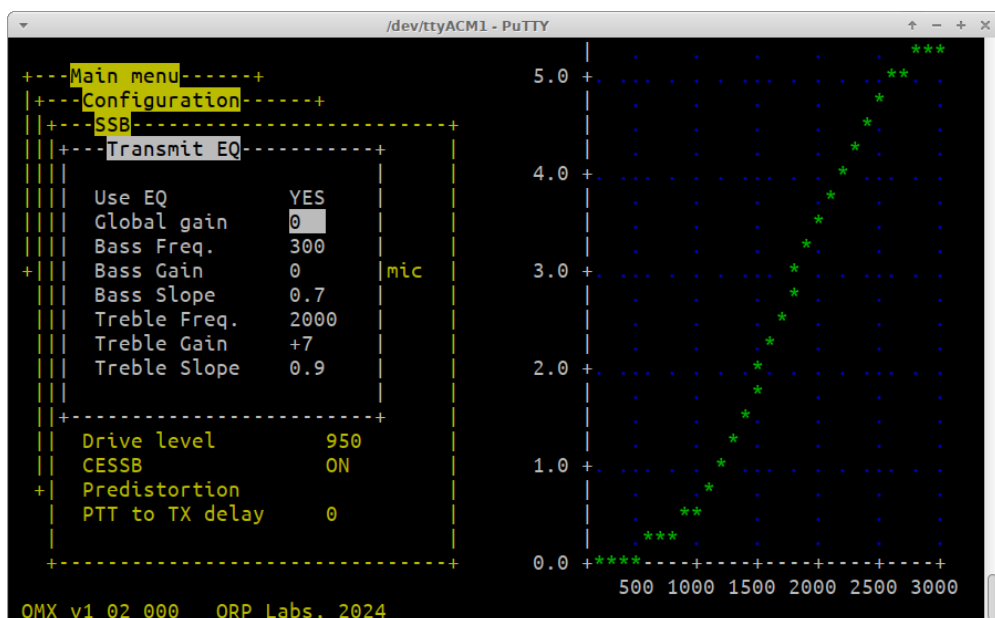 /dev/ttyACM1 - PuTTY
Main menu
Configuration
SSB
Transmit EQ
Use EQ YES
Global gain 0
Bass Freq. 300
Bass Gain 0 mic
Bass Slope 0.7
Treble Freq. 2000
Treble Gain +7
Treble Slope 0.9
Drive level 950
CESSB ON
Predistortion
PTT to TX delay 0
QMX v1_02_000 QRP Labs, 2024
5.0
4.0
3.0
2.0
1.0
0.0
500 1000 1500 2000 2500 3000